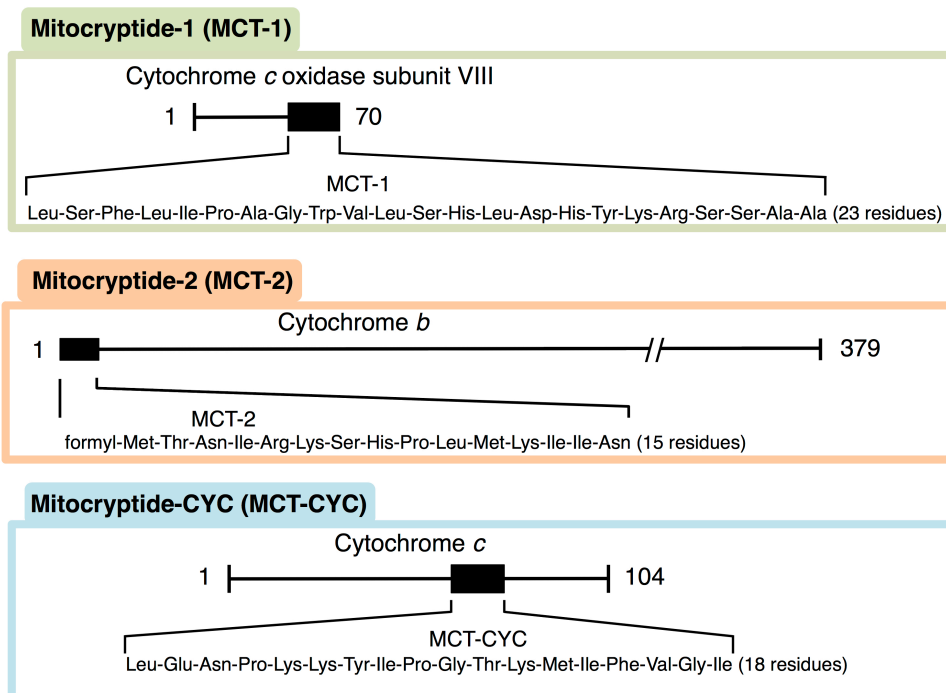 Mitocryptide-1 (MCT-1)
Cytochrome c oxidase subunit VIII
1 70
MCT-1
Leu-Ser-Phe-Leu-Ile-Pro-Ala-Gly-Trp-Val-Leu-Ser-His-Leu-Asp-His-Tyr-Lys-Arg-Ser-Ser-Ala-Ala (23 residues)
Mitocryptide-2 (MCT-2)
Cytochrome b
1 379
MCT-2
formyl-Met-Thr-Asn-Ile-Arg-Lys-Ser-His-Pro-Leu-Met-Lys-Ile-Ile-Asn (15 residues)
Mitocryptide-CYC (MCT-CYC)
Cytochrome c
1 104
MCT-CYC
Leu-Glu-Asn-Pro-Lys-Lys-Tyr-Ile-Pro-Gly-Thr-Lys-Met-Ile-Phe-Val-Gly-Ile (18 residues)